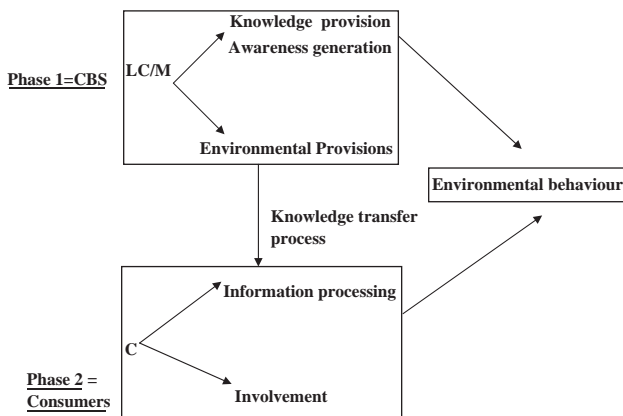 Knowledge provision
Awareness generation
LC/M
Phase 1=CBS
Environmental Provisions
Environmental behaviour
Knowledge transfer
process
Information processing
C
Phase 2 =
Consumers
Involvement